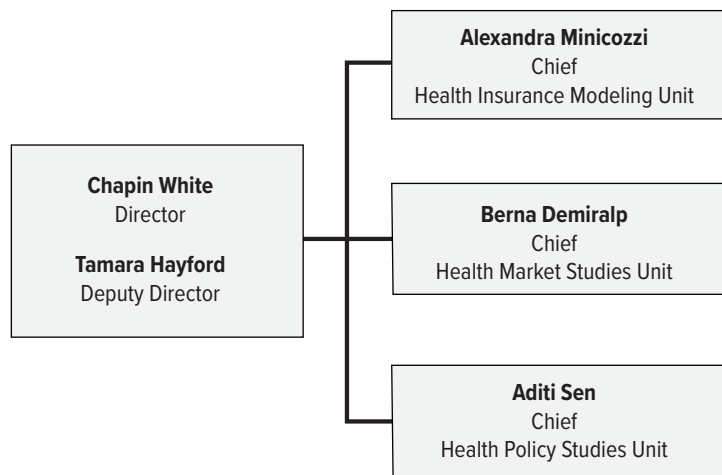 Chapin White
Director
Tamara Hayford
Deputy Director
Alexandra Minicozzi
Chief
Health Insurance Modeling Unit
Berna Demiralp
Chief
Health Market Studies Unit
Aditi Sen
Chief
Health Policy Studies Unit